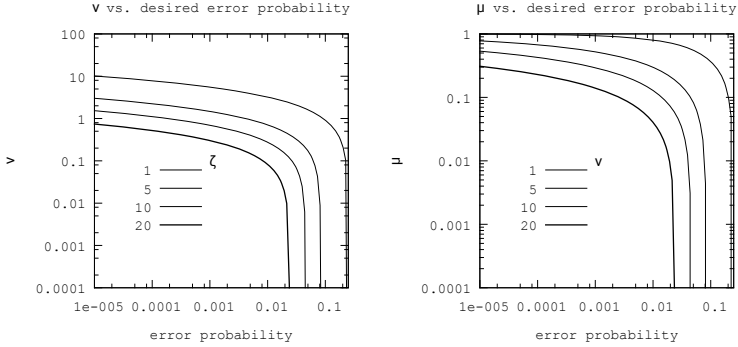 ν vs. desired error probability
100
10
1
0.1
0.01
0.001
0.0001
ν
ζ
1
5
10
20
1e-005 0.0001 0.001 0.01 0.1
error probability
μ vs. desired error probability
1
0.1
0.01
0.001
0.0001
μ
ν
1
5
10
20
1e-005 0.0001 0.001 0.01 0.1
error probability